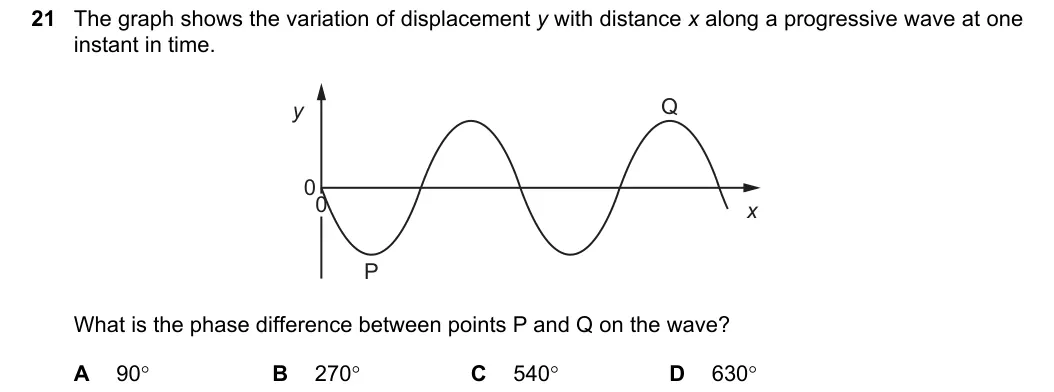 21 The graph shows the variation of displacement y with distance x along a progressive wave at one
instant in time.
y
Q
0
0
x
P
What is the phase difference between points P and Q on the wave?
A 90° B 270° C 540° D 630°